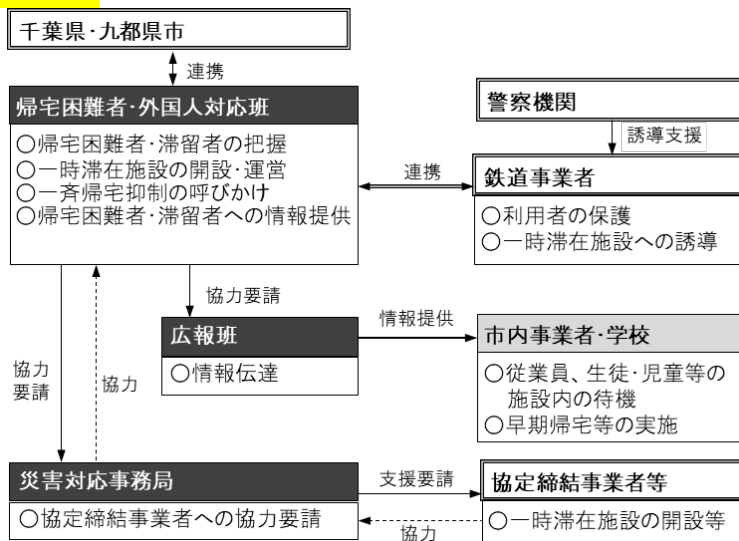 千葉県・九都県市
連携
帰宅困難者・外国人対応班
○帰宅困難者・滞留者の把握
○一時滞在施設の開設・運営
○一斉帰宅抑制の呼びかけ
○帰宅困難者・滞留者への情報提供
警察機関
誘導支援
連携
鉄道事業者
○利用者の保護
○一時滞在施設への誘導
協力要請
広報班
○情報伝達
情報提供
市内事業者・学校
○従業員、生徒・児童等の
施設内の待機
○早期帰宅等の実施
協力
要請
協力
災害対応事務局
○協定締結事業者への協力要請
支援要請
協力
協定締結事業者等
○一時滞在施設の開設等